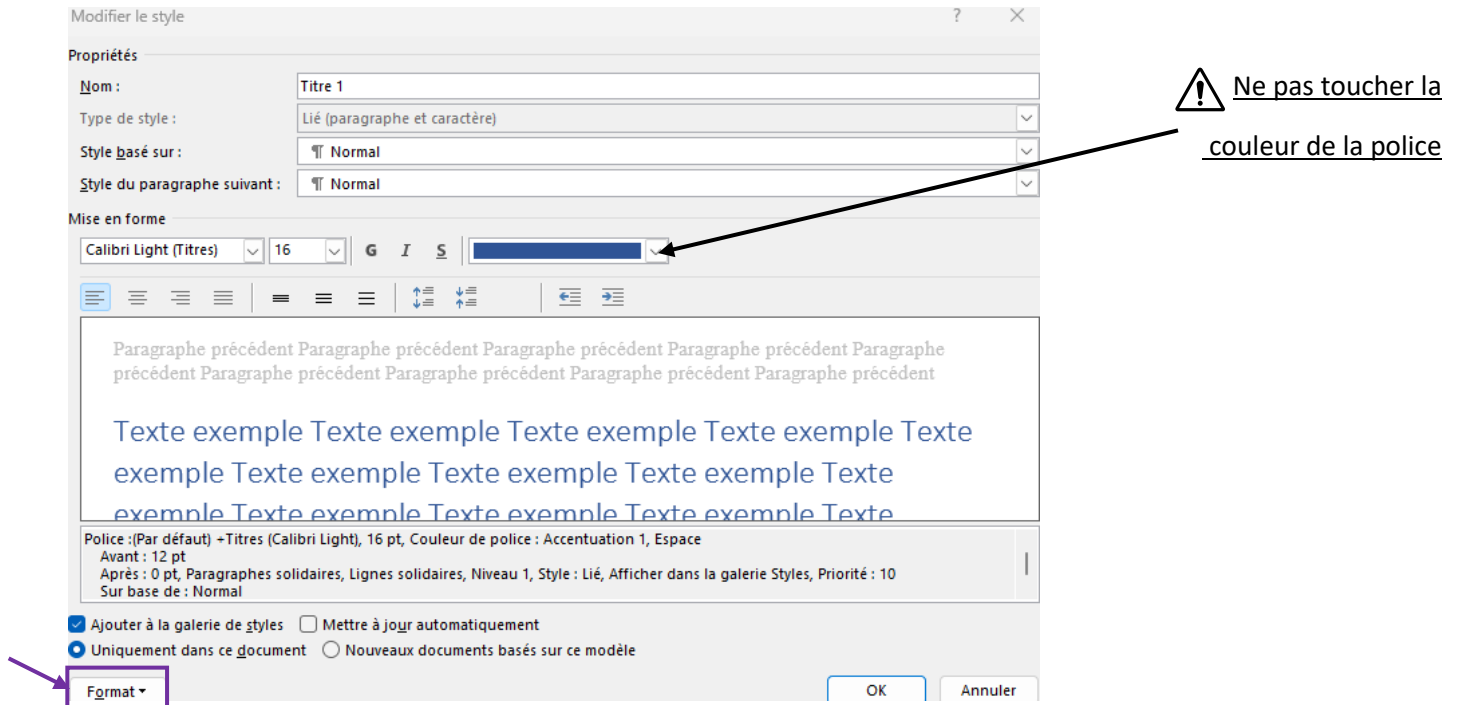 Modifier le style ? ×
Propriétés
Nom : Titre 1
Type de style : Lié (paragraphe et caractère)
Style basé sur : ¶ Normal
Style du paragraphe suivant : ¶ Normal
Mise en forme
Calibri Light (Titres) 16 G I S
Paragraphe précédent Paragraphe précédent Paragraphe précédent Paragraphe précédent Paragraphe
précédent Paragraphe précédent Paragraphe précédent Paragraphe précédent Paragraphe précédent
Texte exemple Texte exemple Texte exemple Texte exemple Texte
exemple Texte exemple Texte exemple Texte exemple Texte
exemple Texte exemple Texte exemple Texte exemple Texte
Police :(Par défaut) +Titres (Calibri Light), 16 pt, Couleur de police : Accentuation 1, Espace
Avant : 12 pt
Après : 0 pt, Paragraphes solidaires, Lignes solidaires, Niveau 1, Style : Lié, Afficher dans la galerie Styles, Priorité : 10
Sur base de : Normal
Ajouter à la galerie de styles Mettre à jour automatiquement
Uniquement dans ce document Nouveaux documents basés sur ce modèle
Format OK Annuler
Ne pas toucher la
couleur de la police